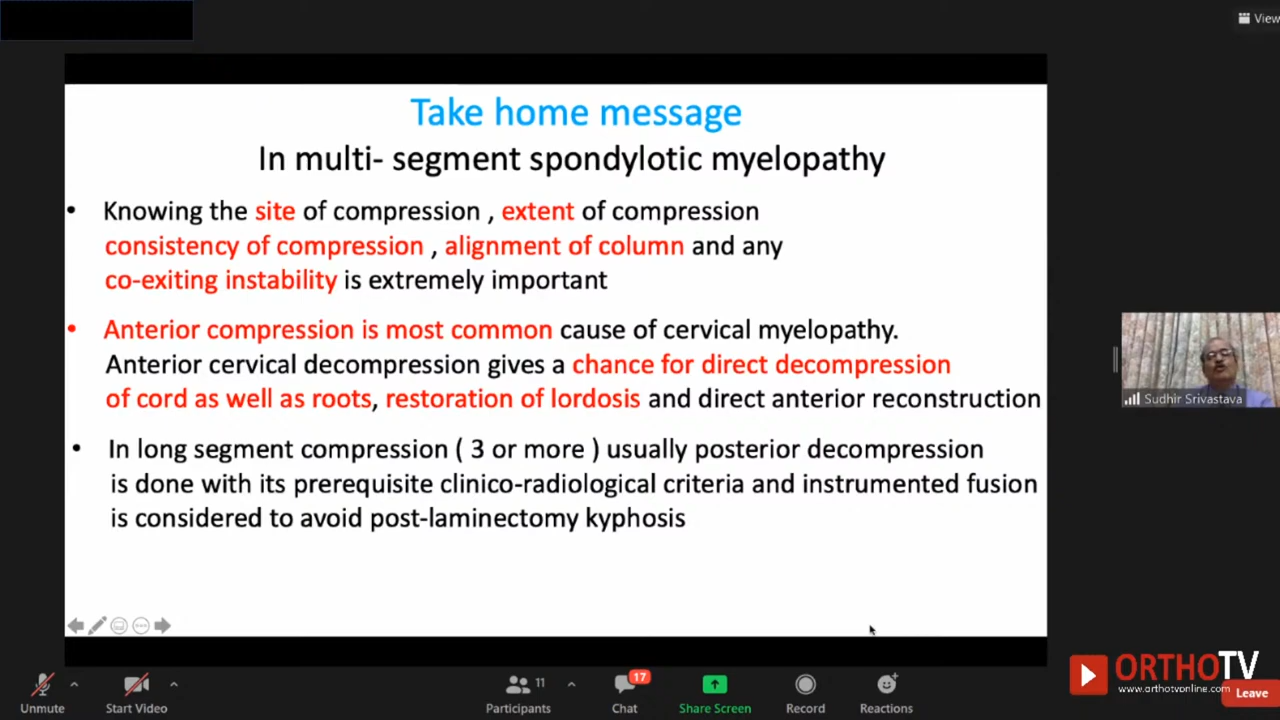 View
Take home message
In multi- segment spondylotic myelopathy
• Knowing the site of compression , extent of compression
consistency of compression , alignment of column and any
co-exiting instability is extremely important
• Anterior compression is most common cause of cervical myelopathy.
Anterior cervical decompression gives a chance for direct decompression
of cord as well as roots, restoration of lordosis and direct anterior reconstruction
• In long segment compression ( 3 or more ) usually posterior decompression
is done with its prerequisite clinico-radiological criteria and instrumented fusion
is considered to avoid post-laminectomy kyphosis
Sudhir Srivastava
ORTHOTV
www.orthotvonline.com
Leave
11
17
Unmute
Start Video
Participants
Chat
Share Screen
Record
Reactions